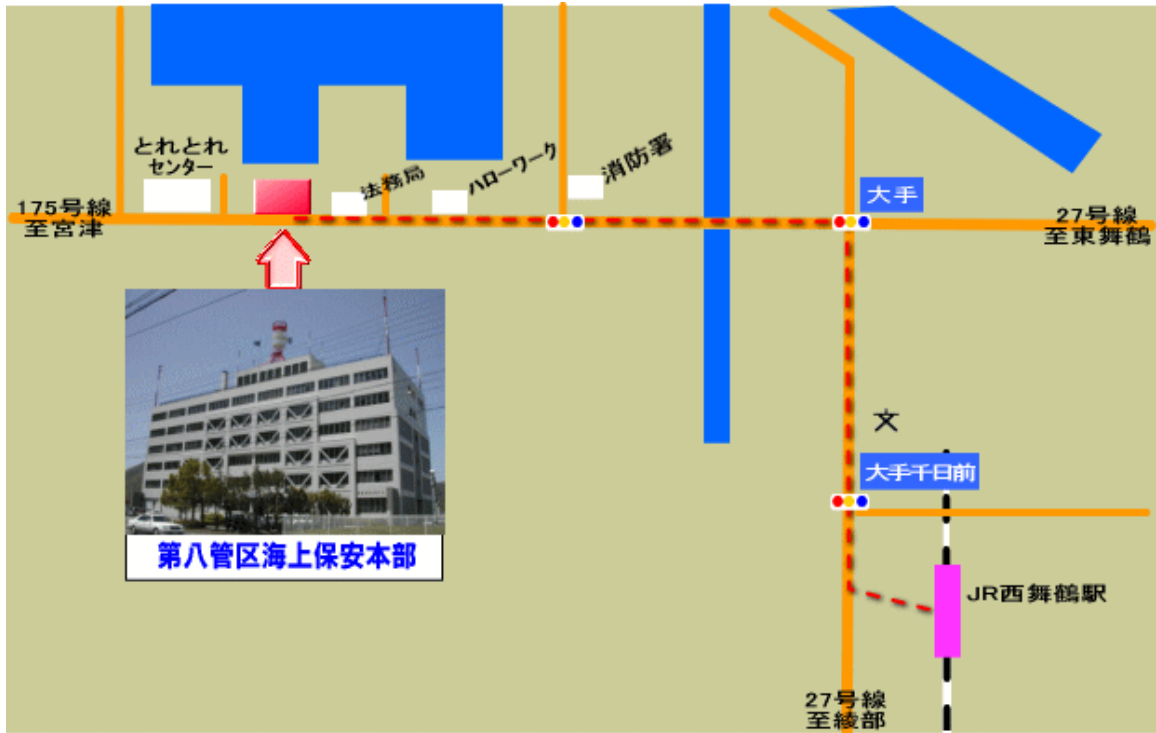 とれとれ
センター
法務局
ハローワーク
消防署
大手
175号線
至宮津
27号線
至東舞鶴
文
大手千日前
第八管区海上保安本部
JR西舞鶴駅
27号線
至綾部